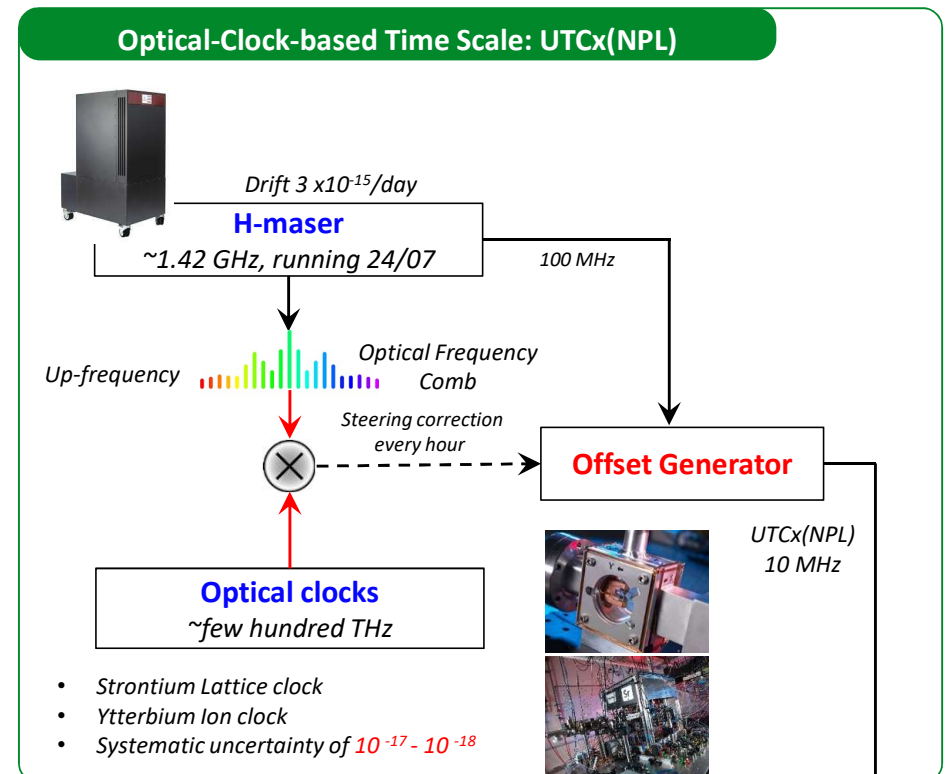 Optical-Clock-based Time Scale: UTCx(NPL)
Drift 3 x10⁻¹⁵/day
H-maser
~1.42 GHz, running 24/07
100 MHz
Up-frequency
Optical Frequency
Comb
Steering correction
every hour
Offset Generator
UTCx(NPL)
10 MHz
Optical clocks
~few hundred THz
• Strontium Lattice clock
• Ytterbium Ion clock
• Systematic uncertainty of 10 ⁻¹⁷ - 10 ⁻¹⁸
Y
Sr